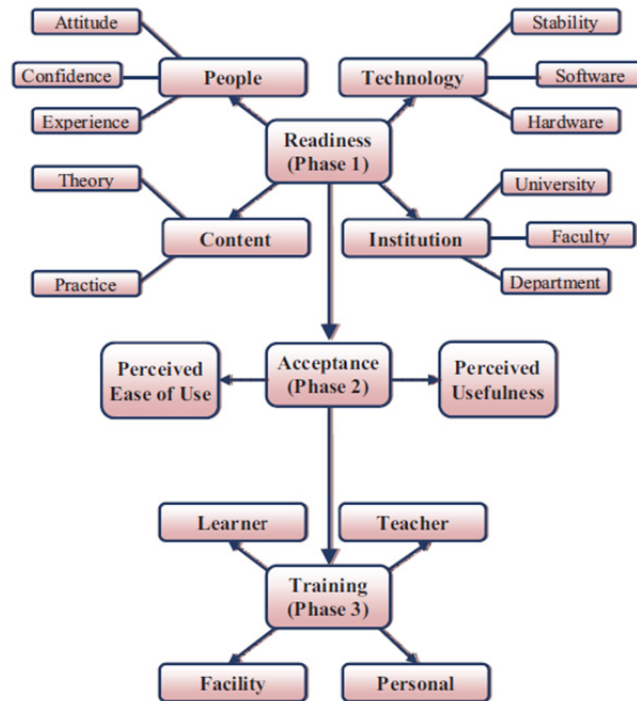 Attitude
Stability
People
Technology
Confidence
Software
Experience
Hardware
Readiness
(Phase 1)
Theory
University
Content
Institution
Faculty
Practice
Department
Perceived
Ease of Use
Acceptance
(Phase 2)
Perceived
Usefulness
Learner
Teacher
Training
(Phase 3)
Facility
Personal